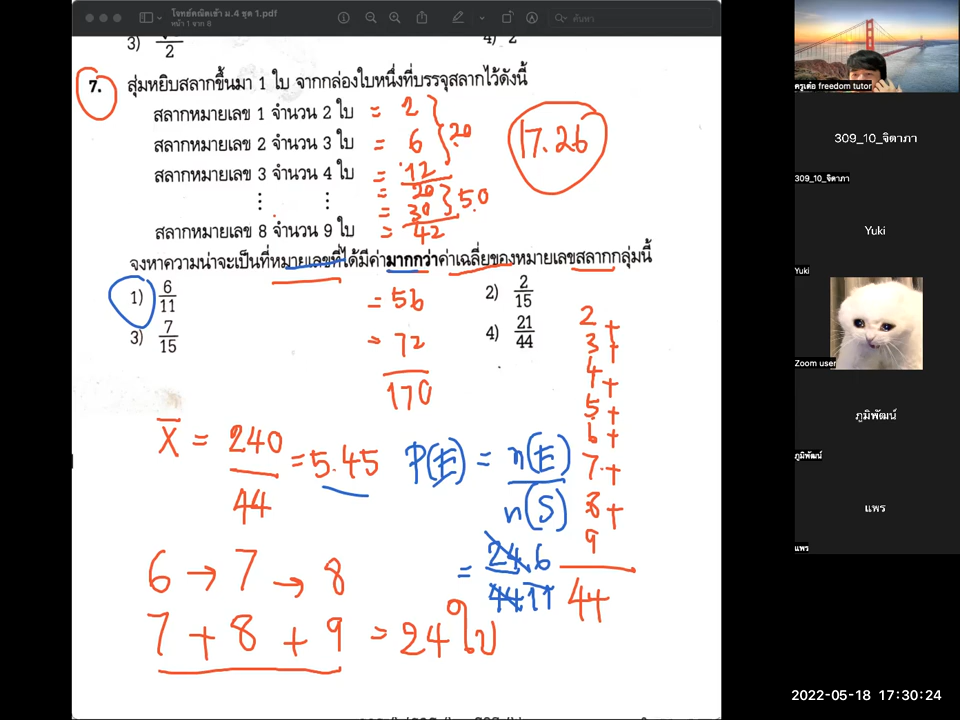 โจทย์คณิตเข้า ม.4 ชุด 1.pdf
หน้า 1 จาก 8
ค้นหา
3) 2
4) 2
7. สุ่มหยิบสลากขึ้นมา 1 ใบ จากกล่องใบหนึ่งที่บรรจุสลากไว้ดังนี้
สลากหมายเลข 1 จำนวน 2 ใบ = 2
สลากหมายเลข 2 จำนวน 3 ใบ = 6 20
17.26
สลากหมายเลข 3 จำนวน 4 ใบ = 12
⋮ ⋮ = 20
= 30 50
สลากหมายเลข 8 จำนวน 9 ใบ = 42
จงหาความน่าจะเป็นที่หมายเลขที่ได้มีค่ามากกว่าค่าเฉลี่ยของหมายเลขสลากกลุ่มนี้
1) 6/11
2) 2/15
3) 7/15
4) 21/44
= 56
= 72
170
2 +
3 +
4 +
5 +
6 +
7 +
8 +
9
44
X̄ = 240/44 = 5.45
P(E) = n(E)/n(S)
= 24 6
44 11
6 → 7 → 8
7 + 8 + 9 = 24 ใบ
ครูเต๋อ freedom tutor
309_10_จิตาภา
309_10_จิตาภา
Yuki
Yuki
Zoom user
ภูมิพัฒน์
ภูมิพัฒน์
แพร
แพร
2022-05-18 17:30:24